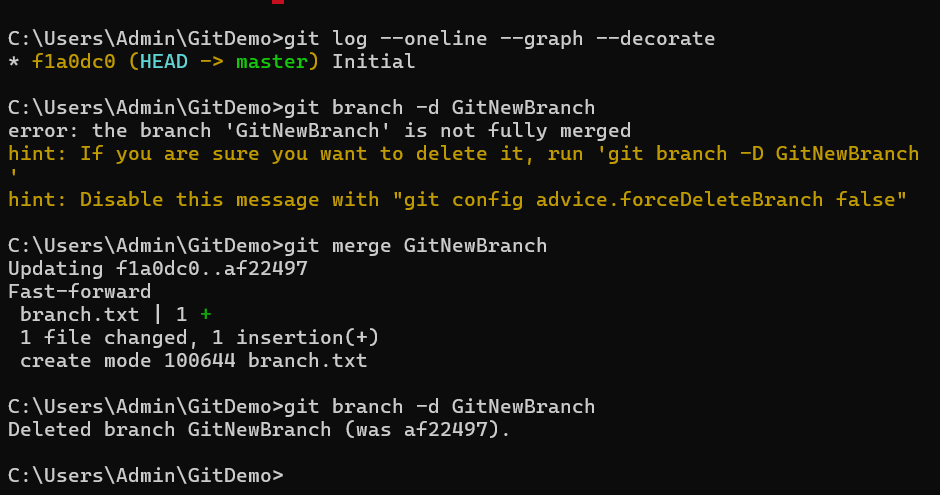 C:\Users\Admin\GitDemo>git log --oneline --graph --decorate
* f1a0dc0 (HEAD -> master) Initial
C:\Users\Admin\GitDemo>git branch -d GitNewBranch
error: the branch 'GitNewBranch' is not fully merged
hint: If you are sure you want to delete it, run 'git branch -D GitNewBranch
'
hint: Disable this message with "git config advice.forceDeleteBranch false"
C:\Users\Admin\GitDemo>git merge GitNewBranch
Updating f1a0dc0..af22497
Fast-forward
 branch.txt | 1 +
 1 file changed, 1 insertion(+)
 create mode 100644 branch.txt
C:\Users\Admin\GitDemo>git branch -d GitNewBranch
Deleted branch GitNewBranch (was af22497).
C:\Users\Admin\GitDemo>